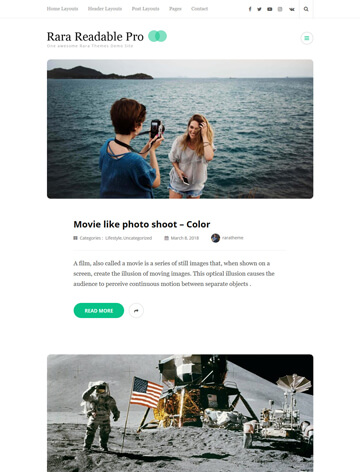 Home Layouts Header Layouts Post Layouts Pages Contact
Rara Readable Pro
One awesome Rara Themes demo site
Movie like photo shoot – Color
Categories : Lifestyle,Uncategorized March 8, 2018 raratheme
A film, also called a movie is a series of still images that, when shown on a
screen, create the illusion of moving images. This optical illusion causes the
audience to perceive continuous motion between separate objects .
READ MORE